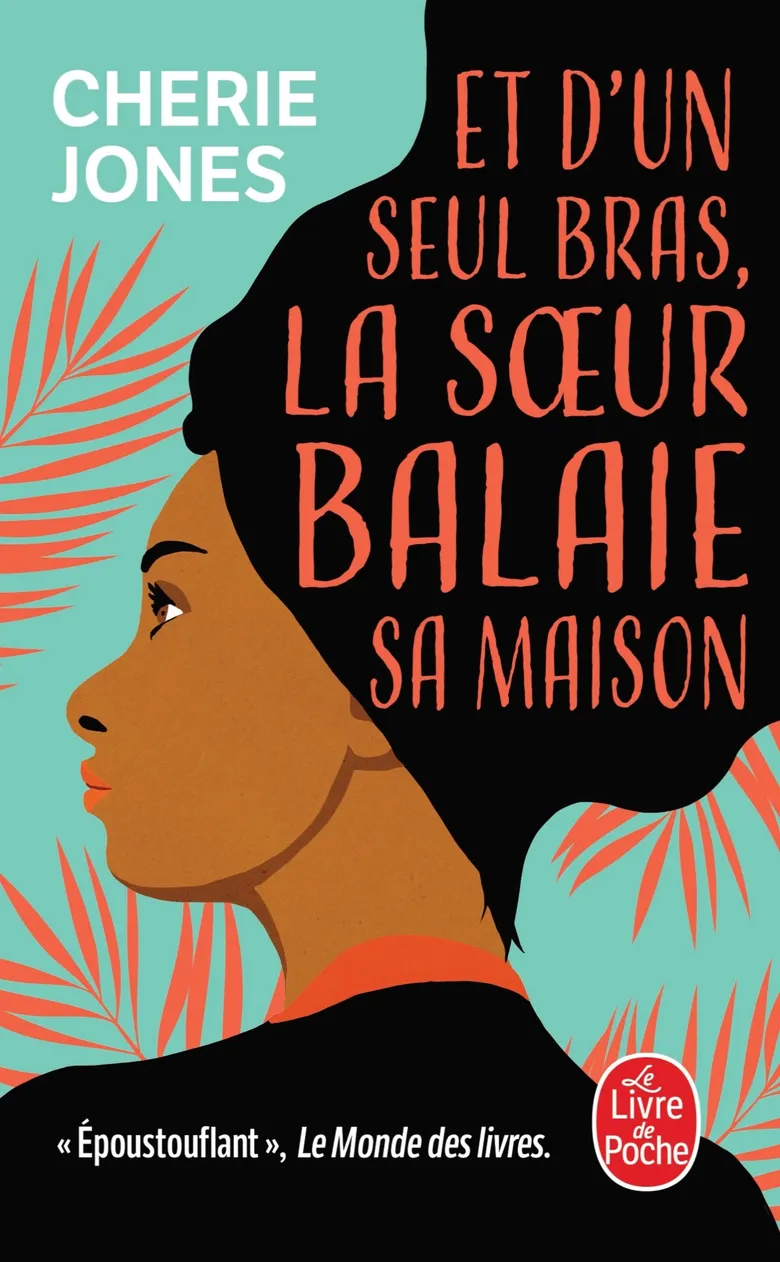 CHERIE
JONES
ET D'UN
SEUL BRAS,
LA SŒUR
BALAIE
SA MAISON
« Époustouflant », Le Monde des livres.
Le
Livre
de
Poche